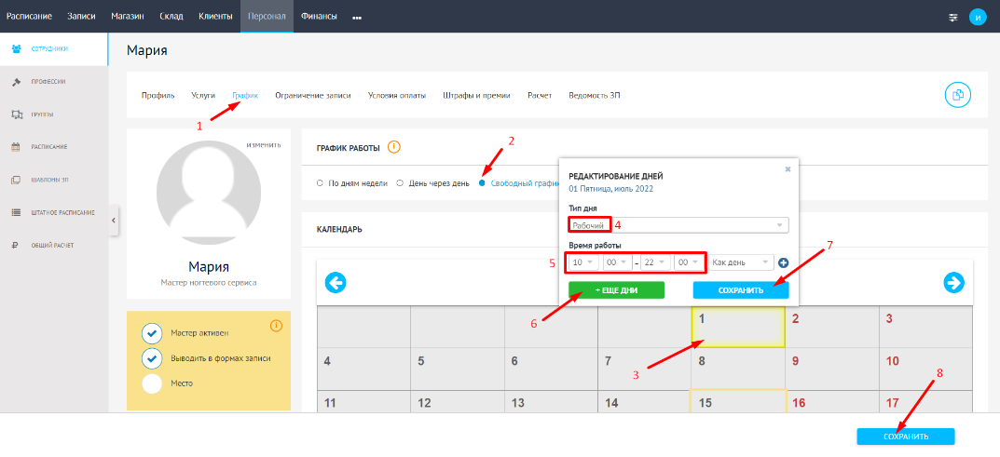 Расписание Записи Магазин Склад Клиенты Персонал Финансы ••• и
СОТРУДНИКИ
ПРОФЕССИИ
ГРУППЫ
РАСПИСАНИЕ
ШАБЛОНЫ ЗП
ШТАТНОЕ РАСПИСАНИЕ
ОБЩИЙ РАСЧЕТ
Мария
Профиль Услуги График Ограничение записи Условия оплаты Штрафы и премии Расчет Ведомость ЗП
1
изменить
Мария
Мастер ногтевого сервиса
Мастер активен
Выводить в формах записи
Место
ГРАФИК РАБОТЫ
2
По дням недели День через день Свободный график
КАЛЕНДАРЬ
РЕДАКТИРОВАНИЕ ДНЕЙ
01 Пятница, июль 2022
Тип дня
Рабочий 4
Время работы
7
5 10 00 – 22 00 Как день
+ ЕЩЕ ДНИ СОХРАНИТЬ
6
1 2 3
3
4 5 6 7 8 9 10
11 12 13 14 15 16 17
8
СОХРАНИТЬ